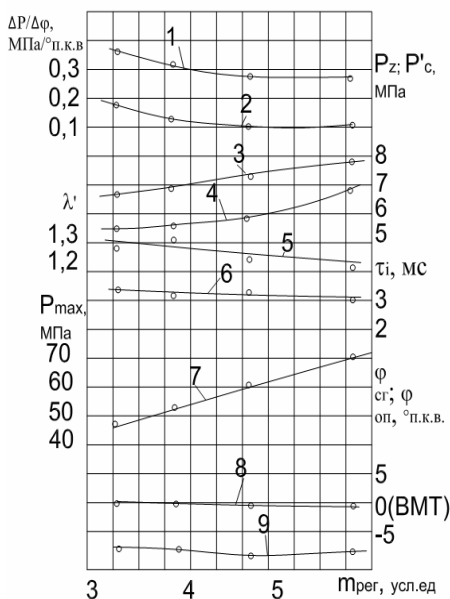 ΔP/Δφ,
МПа/°п.к.в
1
0,3
Pz; P'c,
МПа
0,2
0,1
2
3
8
λ'
4
7
6
1,3
5
5
1,2
τi, мс
6
Pmax,
МПа
3
2
70
7
φ
60
сг; φ
50
оп, °п.к.в.
40
8
5
0(ВМТ)
9
-5
3
4
5
mрег, усл.ед